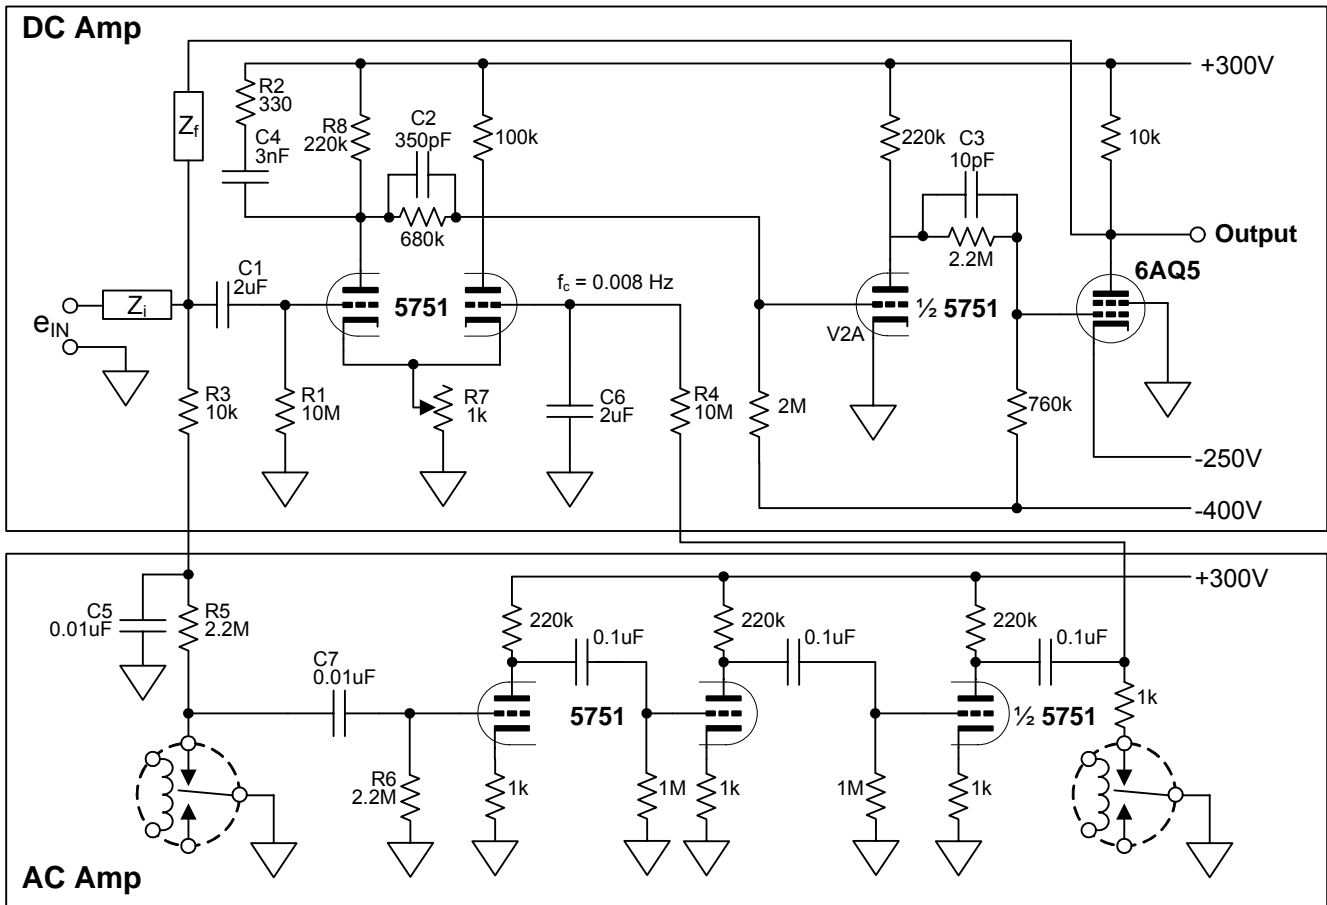 DC Amp
+300V
R2
330
Zf
C4
3nF
R8
220k
C2
350pF
100k
680k
220k
C3
10pF
2.2M
10k
Output
6AQ5
C1
2uF
eIN
Zi
5751
fc = 0.008 Hz
½ 5751
V2A
R3
10k
R1
10M
R7
1k
C6
2uF
R4
10M
2M
760k
-250V
-400V
+300V
C5
0.01uF
R5
2.2M
220k
0.1uF
220k
0.1uF
220k
0.1uF
C7
0.01uF
5751
½ 5751
1k
R6
2.2M
1k
1M
1k
1M
1k
AC Amp